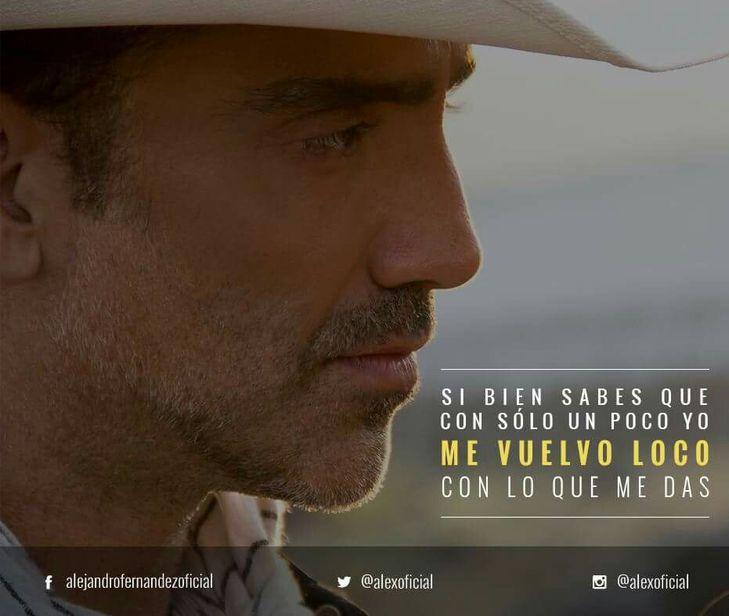 SI BIEN SABES QUE
CON SÓLO UN POCO YO
ME VUELVO LOCO
CON LO QUE ME DAS
alejandrofernandezoficial @alexoficial @alexoficial